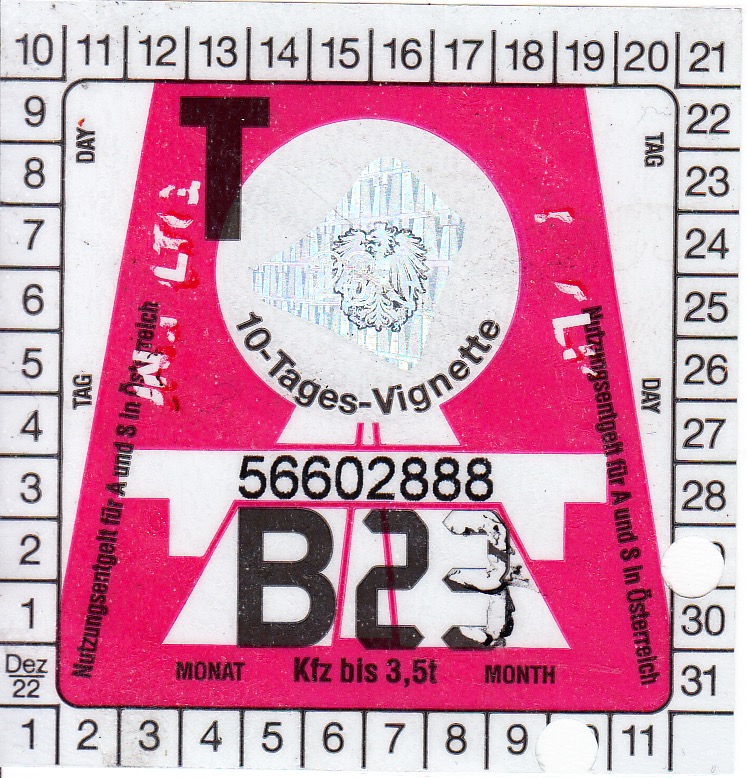 10 11 12 13 14 15 16 17 18 19 20 21
9 DAY T TAG 22
8 23
7 24
6 25
5 26
4 27
3 28
2
1 30
Dez
22
31
TAG
DAY
10-Tages-Vignette
Nutzungsentgelt für A und S in Österreich
Nutzungsentgelt für A und S in Österreich
56602888
B23
MONAT Kfz bis 3,5t MONTH
1 2 3 4 5 6 7 8 9 11